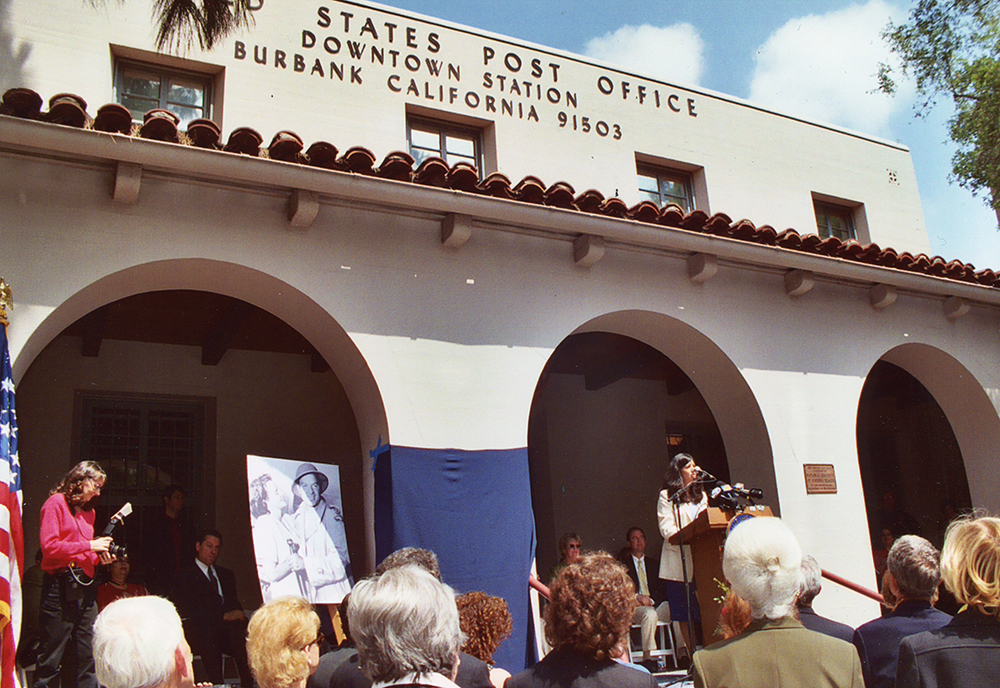 STATES POST OFFICE
DOWNTOWN STATION
BURBANK CALIFORNIA 91503